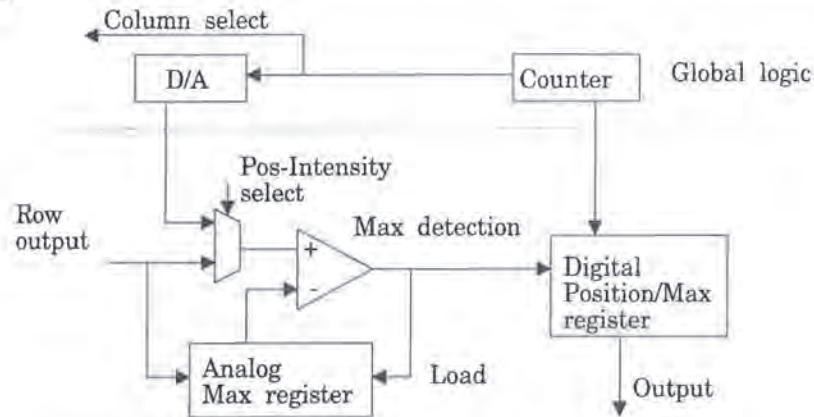 Column select
D/A
Counter
Global logic
Pos-Intensity
select
Row
output
Max detection
+
-
Digital
Position/Max
register
Analog
Max register
Load
Output